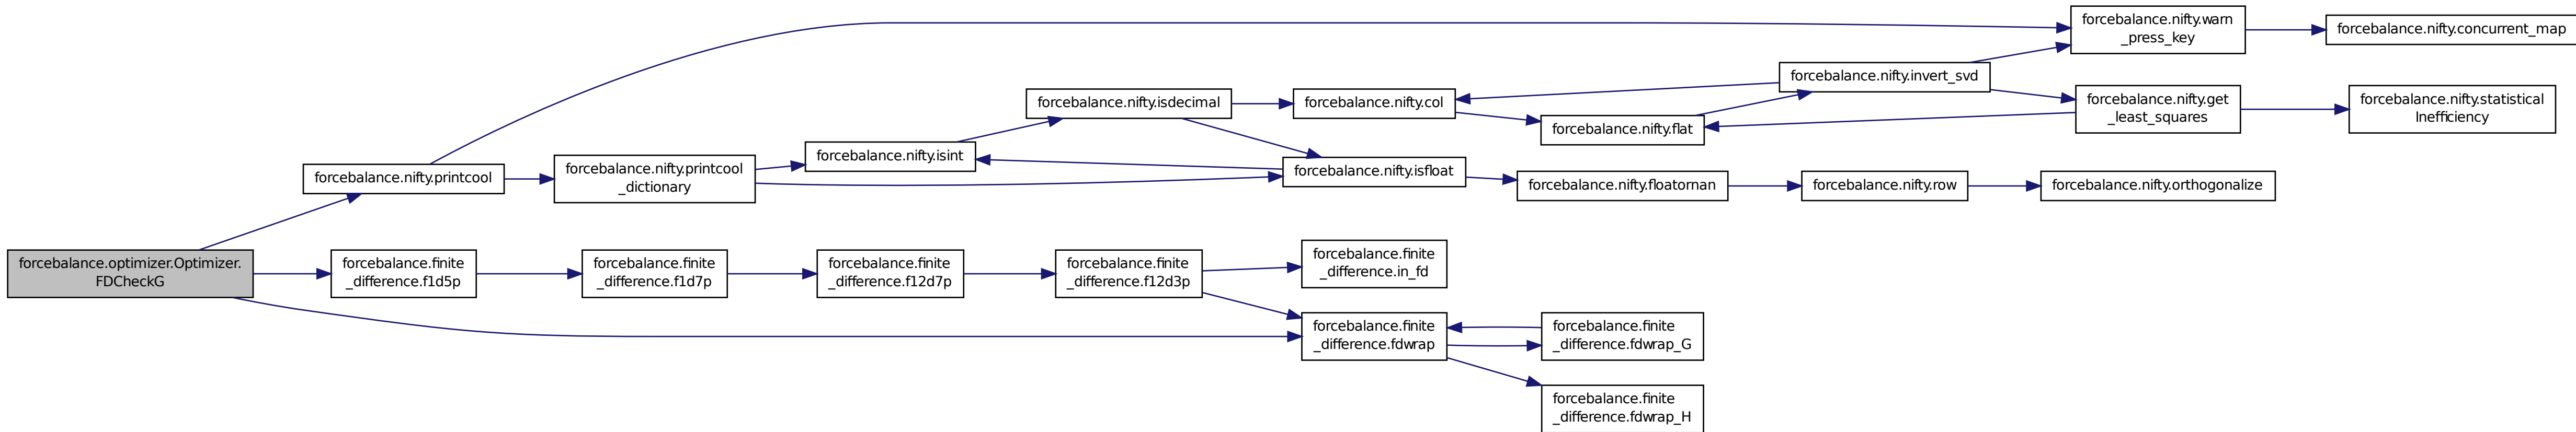 forcebalance.optimizer.Optimizer.
FDCheckG
forcebalance.nifty.printcool
forcebalance.nifty.warn
_press_key
forcebalance.nifty.concurrent_map
forcebalance.nifty.printcool
_dictionary
forcebalance.nifty.isint
forcebalance.nifty.isdecimal
forcebalance.nifty.col
forcebalance.nifty.flat
forcebalance.nifty.invert_svd
forcebalance.nifty.get
_least_squares
forcebalance.nifty.statistical
Inefficiency
forcebalance.nifty.isfloat
forcebalance.nifty.floatornan
forcebalance.nifty.row
forcebalance.nifty.orthogonalize
forcebalance.finite
_difference.f1d5p
forcebalance.finite
_difference.f1d7p
forcebalance.finite
_difference.f12d7p
forcebalance.finite
_difference.f12d3p
forcebalance.finite
_difference.in_fd
forcebalance.finite
_difference.fdwrap
forcebalance.finite
_difference.fdwrap_G
forcebalance.finite
_difference.fdwrap_H